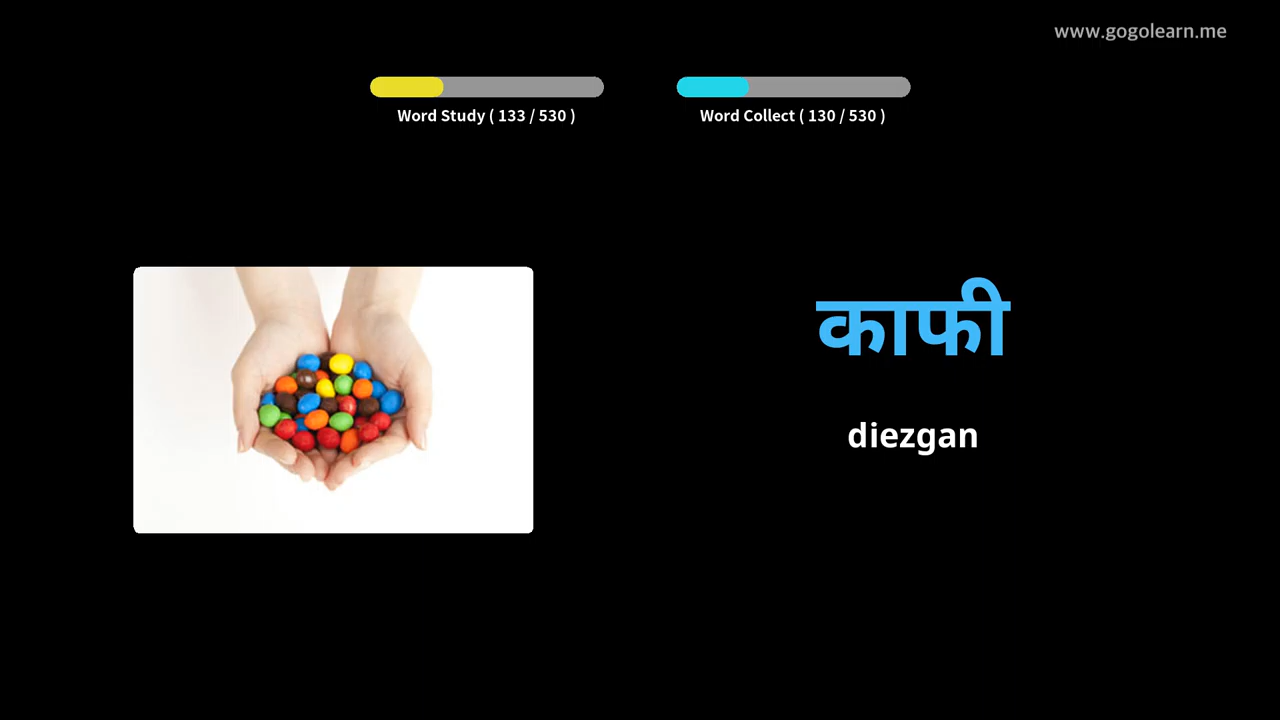 www.gogolearn.me
Word Study ( 133 / 530 )
Word Collect ( 130 / 530 )
काफी
diezgan